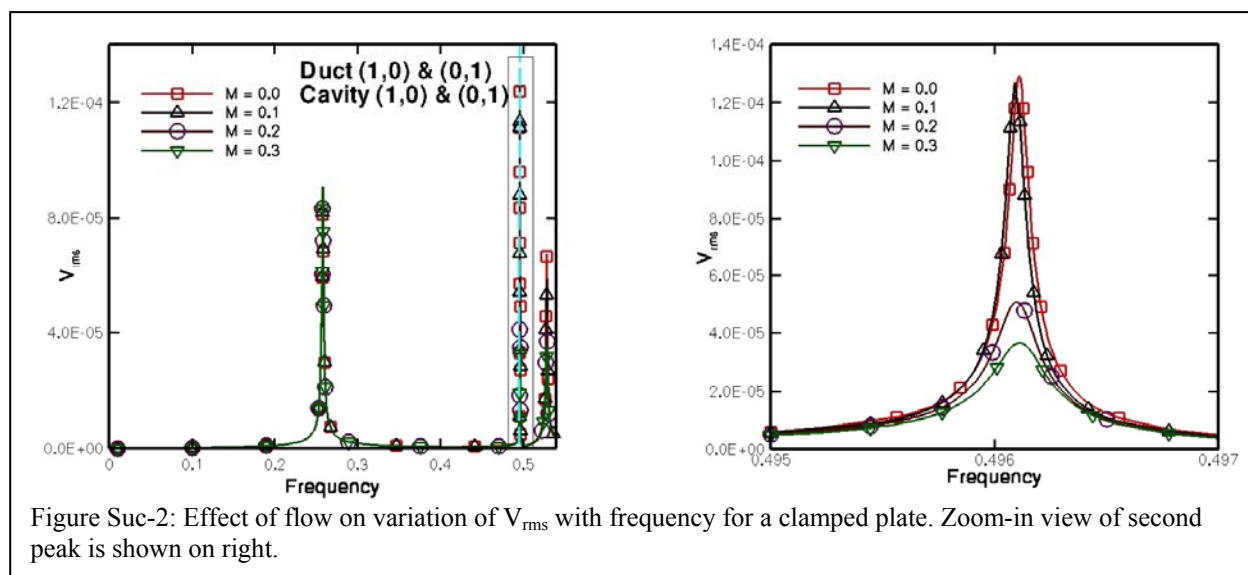 Duct (1,0) & (0,1)
Cavity (1,0) & (0,1)
M = 0.0
M = 0.1
M = 0.2
M = 0.3
1.2E-04
8.0E-05
4.0E-05
0.0E+00
Vrms
0
0.1
0.2
0.3
0.4
0.5
Frequency
1.4E-04
1.2E-04
1.0E-04
8.0E-05
6.0E-05
4.0E-05
2.0E-05
0.0E+00
Vrms
M = 0.0
M = 0.1
M = 0.2
M = 0.3
0.495
0.496
0.497
Frequency
Figure Suc-2: Effect of flow on variation of Vrms with frequency for a clamped plate. Zoom-in view of second
peak is shown on right.